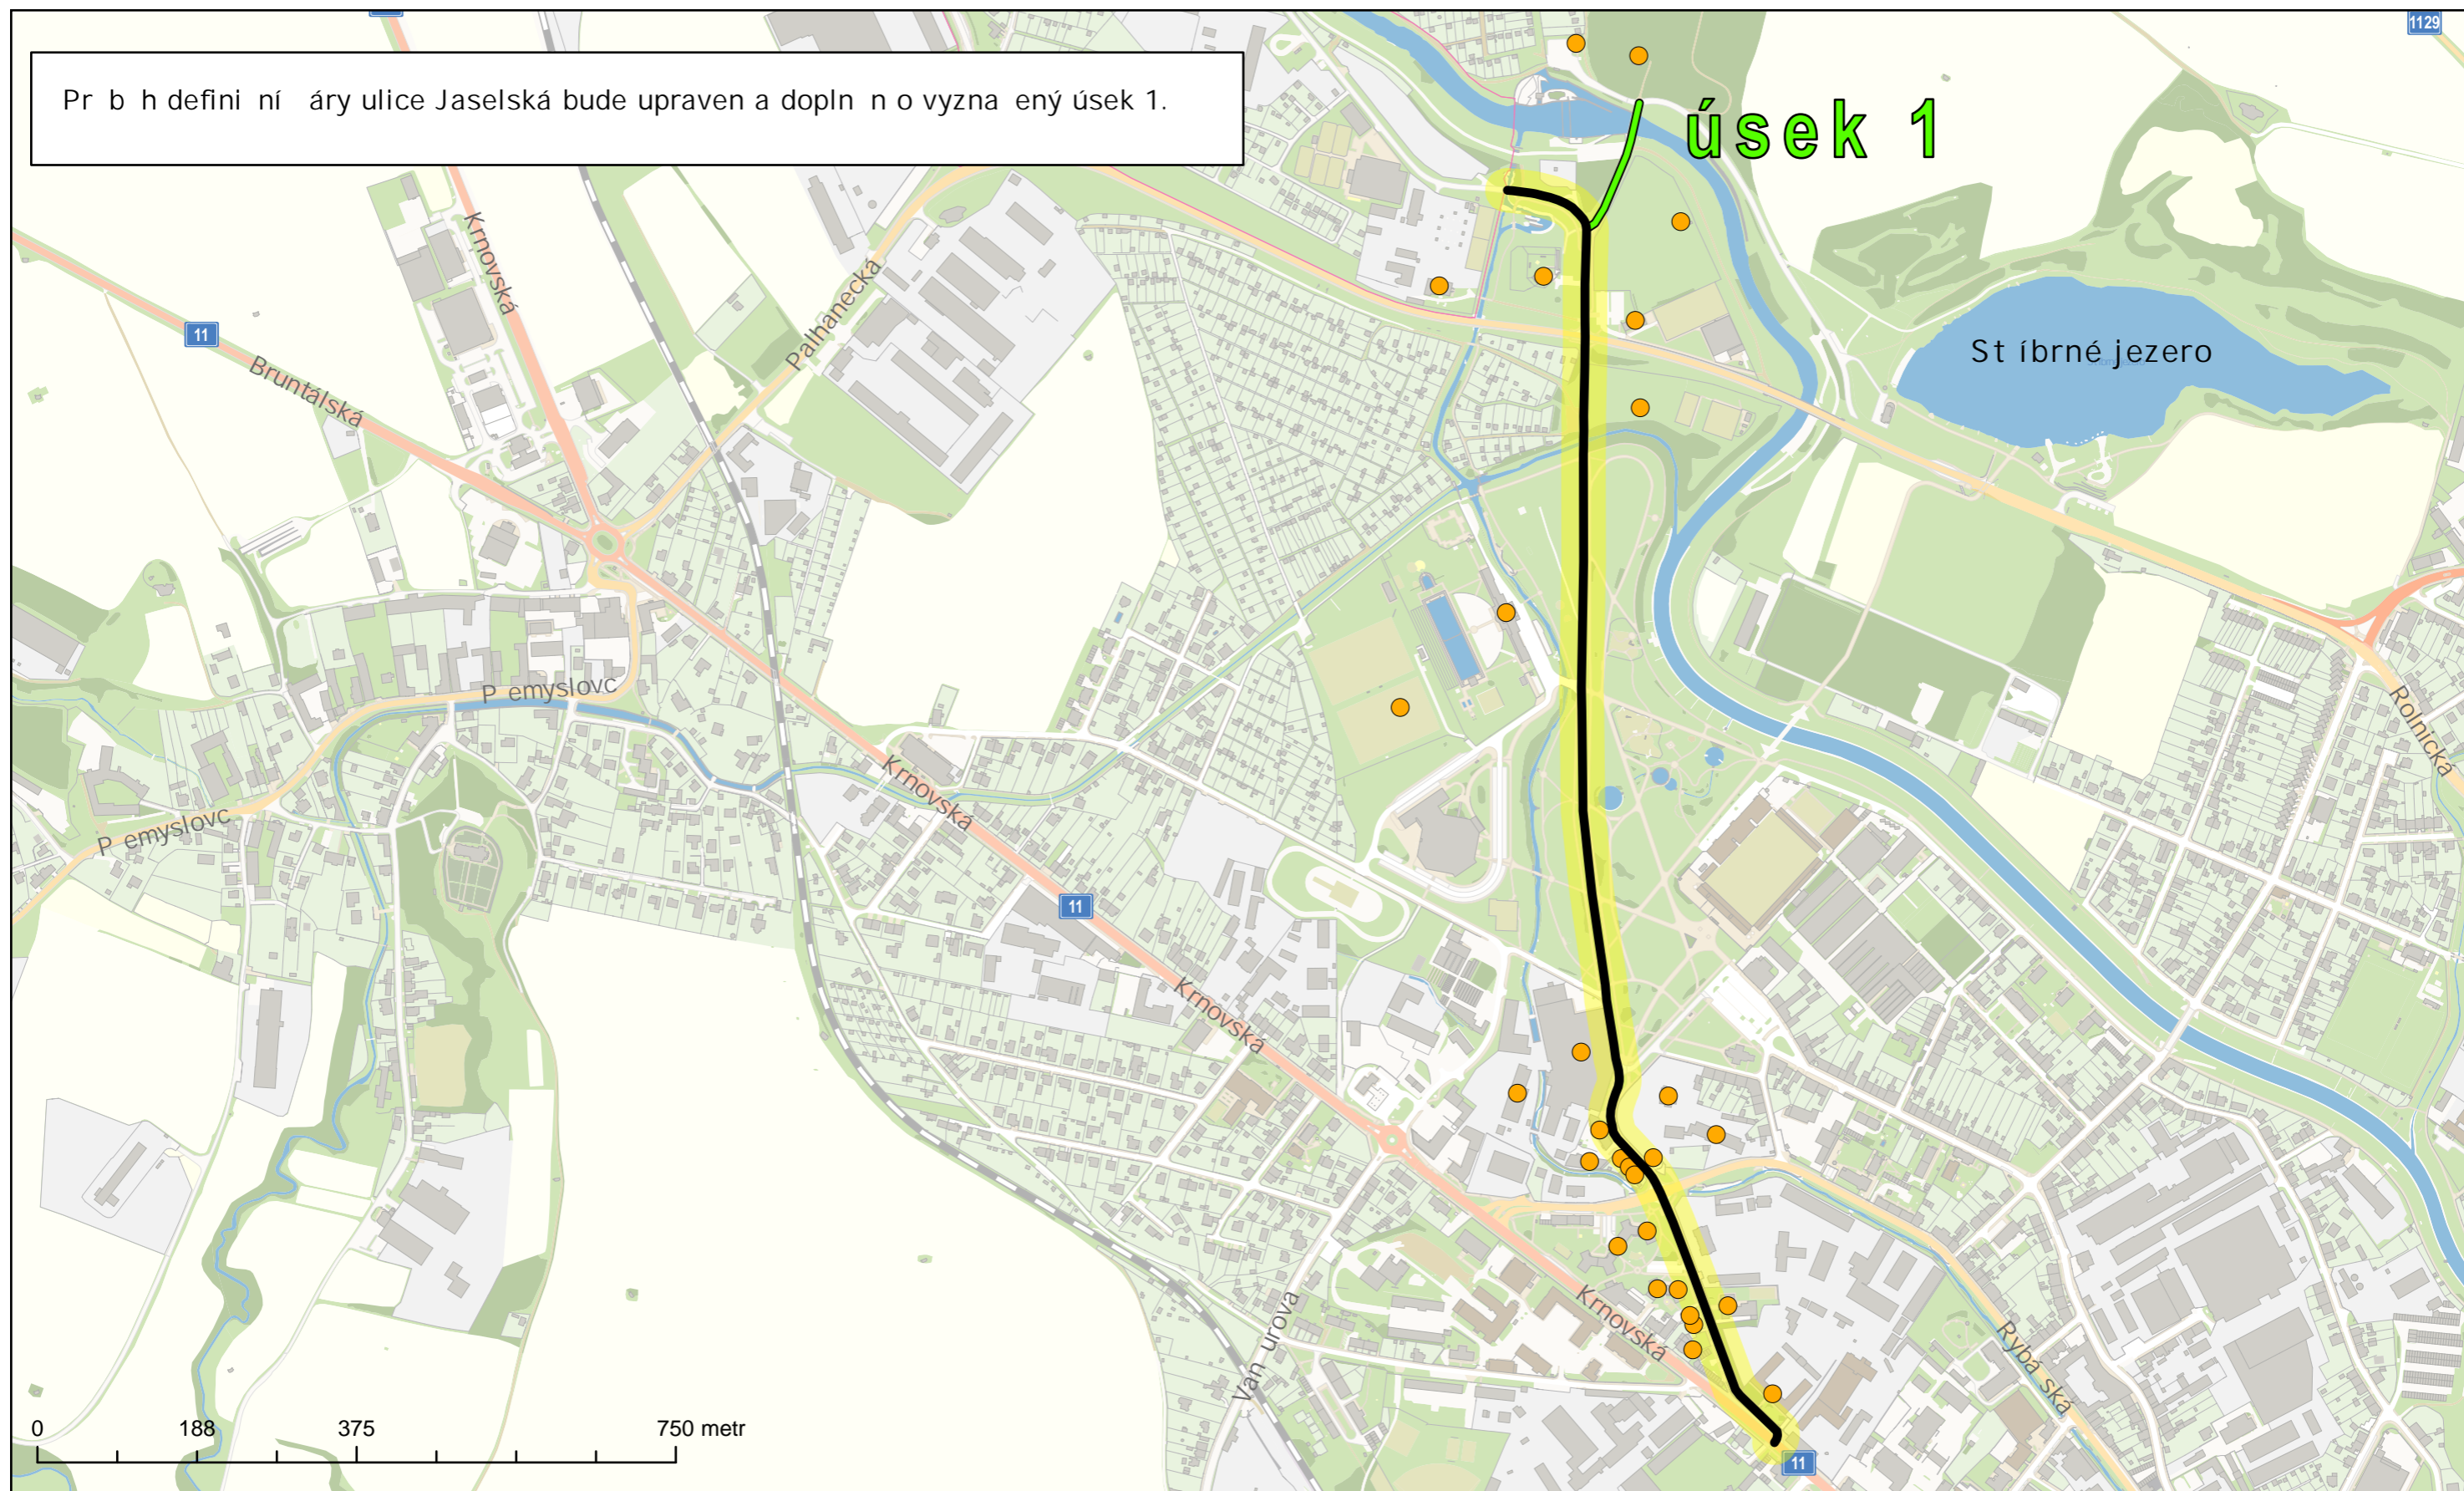 1129
Pr b h defini ní áry ulice Jaselská bude upraven a dopln n o vyzna ený úsek 1.
úsek 1
Krnovská
Palhanecká
11
Bruntálská
St íbrné jezero
P emyslovc
Rolnická
P emyslovc
Krnovská
11
Krnovská
Van urova
Krnovská
Ryba ská
0 188 375 750 metr
11